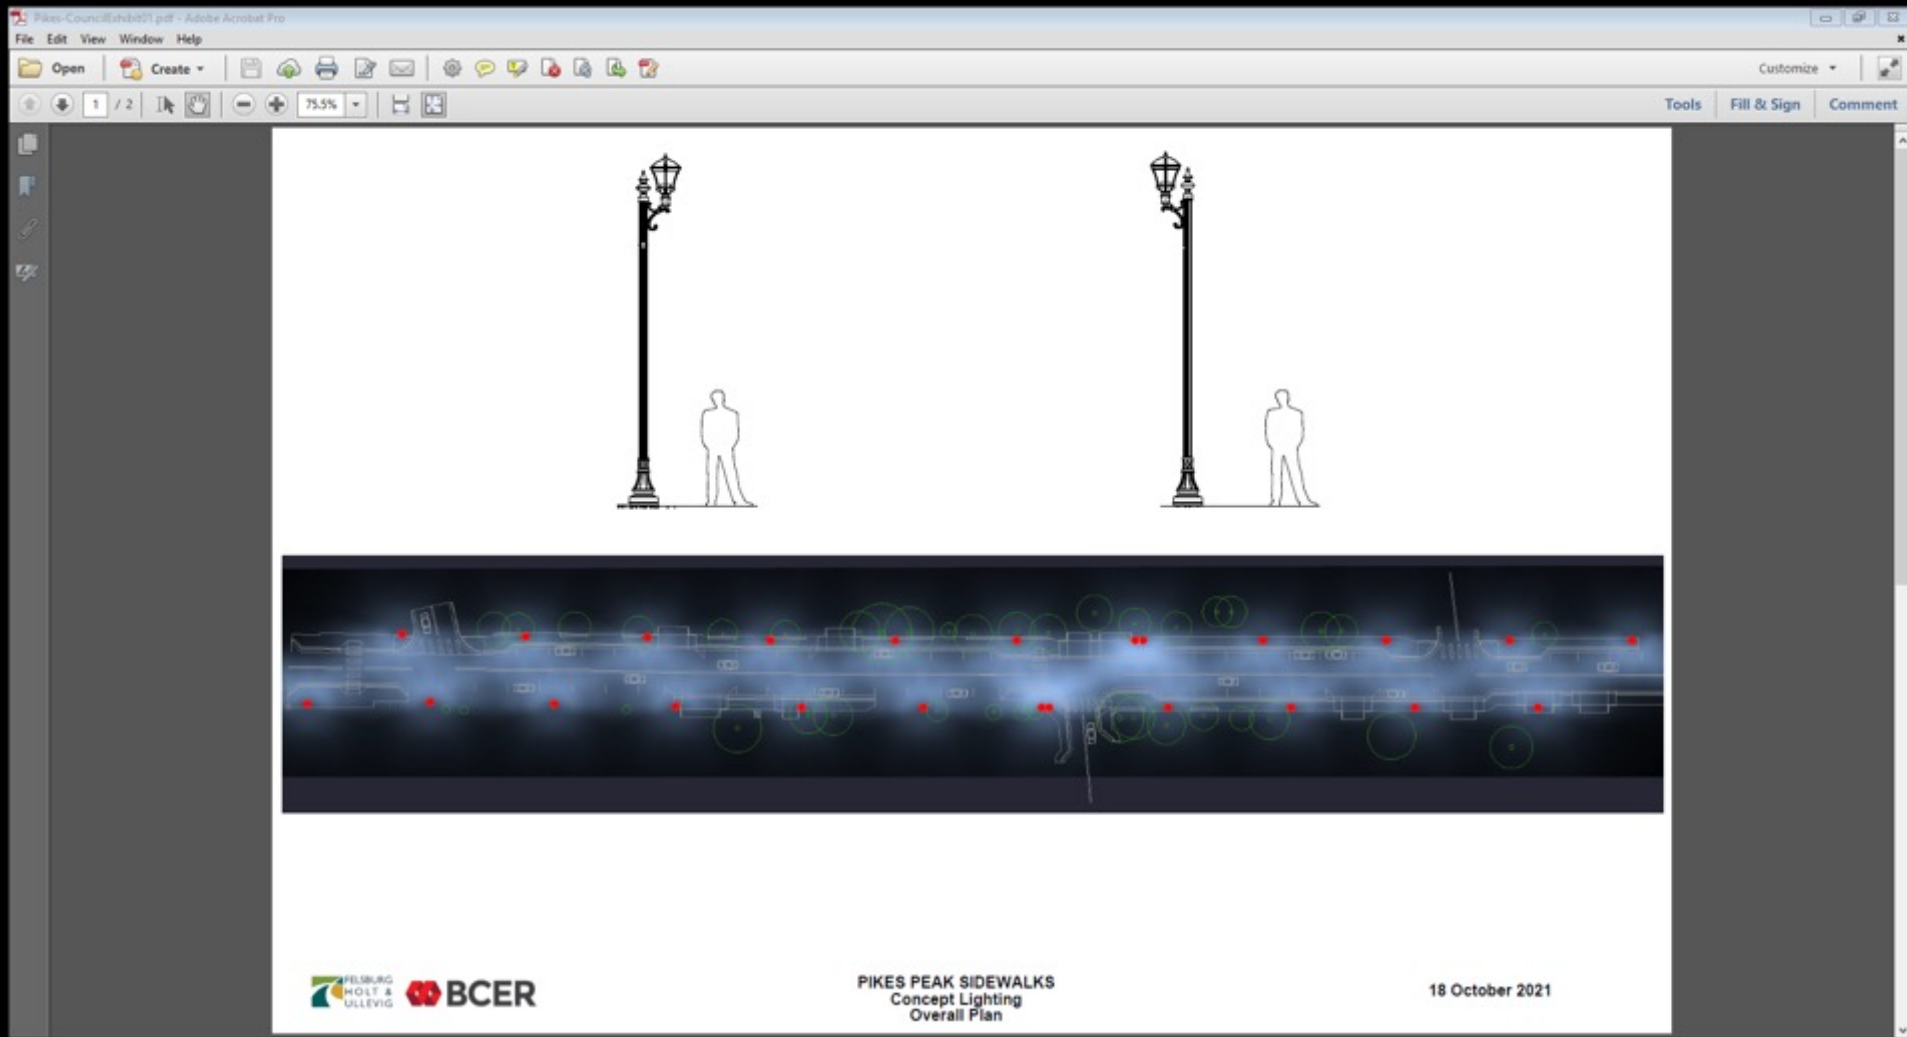 Pikes-CouncilExhibit01.pdf - Adobe Acrobat Pro
File Edit View Window Help
Open Create Customize
1 / 2 75.5% Tools Fill & Sign Comment
FELSBURG
HOLT &
ULLEVIG
BCER
PIKES PEAK SIDEWALKS
Concept Lighting
Overall Plan
18 October 2021